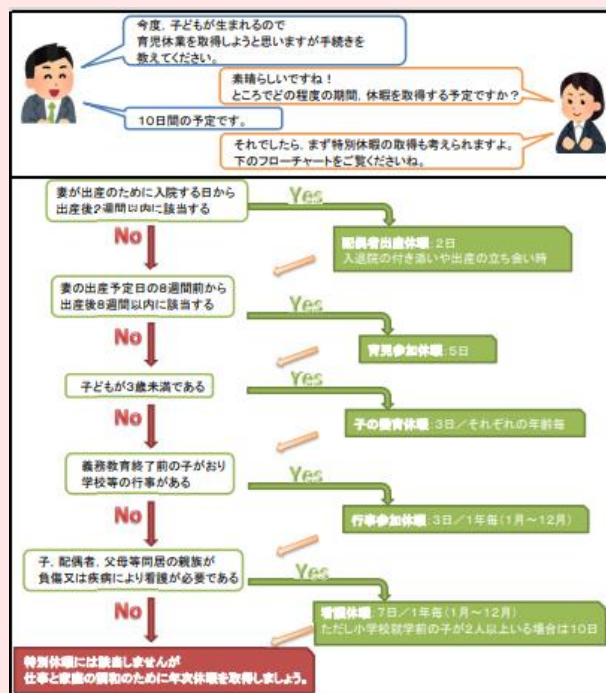 今度，子どもが生まれるので
育児休業を取得しようと思いますが手続きを
教えてください。
素晴らしいですね！
ところでどの程度の期間，休暇を取得する予定ですか？
１０日間の予定です。
それでしたら，まず特別休暇の取得も考えられますよ。
下のフローチャートをご覧くださいね。
妻が出産のために入院する日から
出産後2週間以内に該当する
Yes
No
配偶者出産休暇：2日
入退院の付き添いや出産の立ち会い時
妻の出産予定日の8週間前から
出産後8週間以内に該当する
Yes
No
育児参加休暇：5日
子どもが3歳未満である
Yes
No
子の養育休暇：3日／それぞれの年齢毎
義務教育終了前の子がおり
学校等の行事がある
Yes
No
行事参加休暇：3日／1年毎（1月～12月）
子，配偶者，父母等同居の親族が
負傷又は疾病により看護が必要である
Yes
No
看護休暇：7日／1年毎（1月～12月）
ただし小学校就学前の子が2人以上いる場合は10日
特別休暇には該当しませんが
仕事と家庭の調和のために年次休暇を取得しましょう。